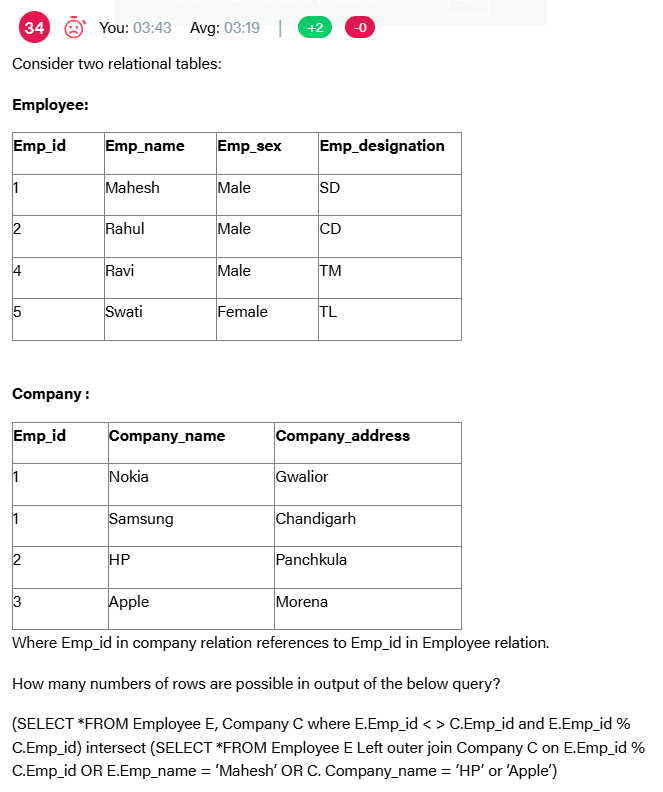 34 You: 03:43 Avg: 03:19 | +2 -0
Consider two relational tables:
Employee:
Emp_id Emp_name Emp_sex Emp_designation
1 Mahesh Male SD
2 Rahul Male CD
4 Ravi Male TM
5 Swati Female TL
Company :
Emp_id Company_name Company_address
1 Nokia Gwalior
1 Samsung Chandigarh
2 HP Panchkula
3 Apple Morena
Where Emp_id in company relation references to Emp_id in Employee relation.
How many numbers of rows are possible in output of the below query?
(SELECT *FROM Employee E, Company C where E.Emp_id < > C.Emp_id and E.Emp_id %
C.Emp_id) intersect (SELECT *FROM Employee E Left outer join Company C on E.Emp_id %
C.Emp_id OR E.Emp_name = ‘Mahesh’ OR C. Company_name = ‘HP’ or ‘Apple’)